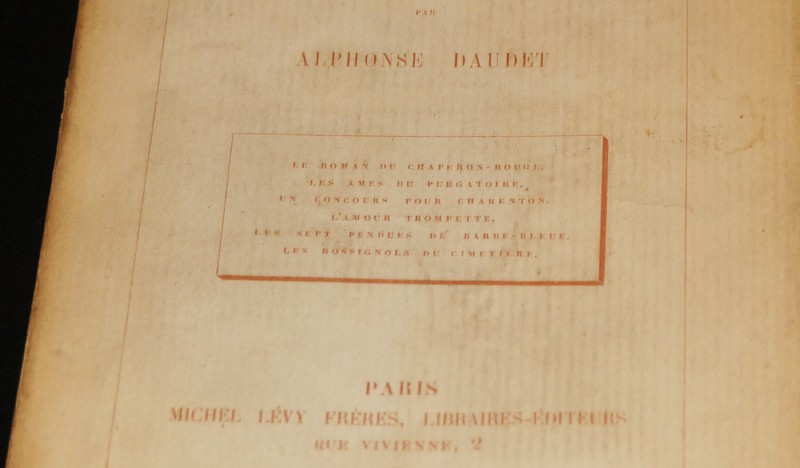 PAR
ALPHONSE DAUDET
LE ROMAN DU CHAPERON-ROUGE.
LES AMES DU PURGATOIRE.
UN CONCOURS POUR CHARENTON.
L'AMOUR TROMPETTE.
LES SEPT PENDUES DE BARBE-BLEUE.
LES ROSSIGNOLS DU CIMETIÈRE.
PARIS
MICHEL LÉVY FRÈRES, LIBRAIRES-ÉDITEURS
RUE VIVIENNE, 2